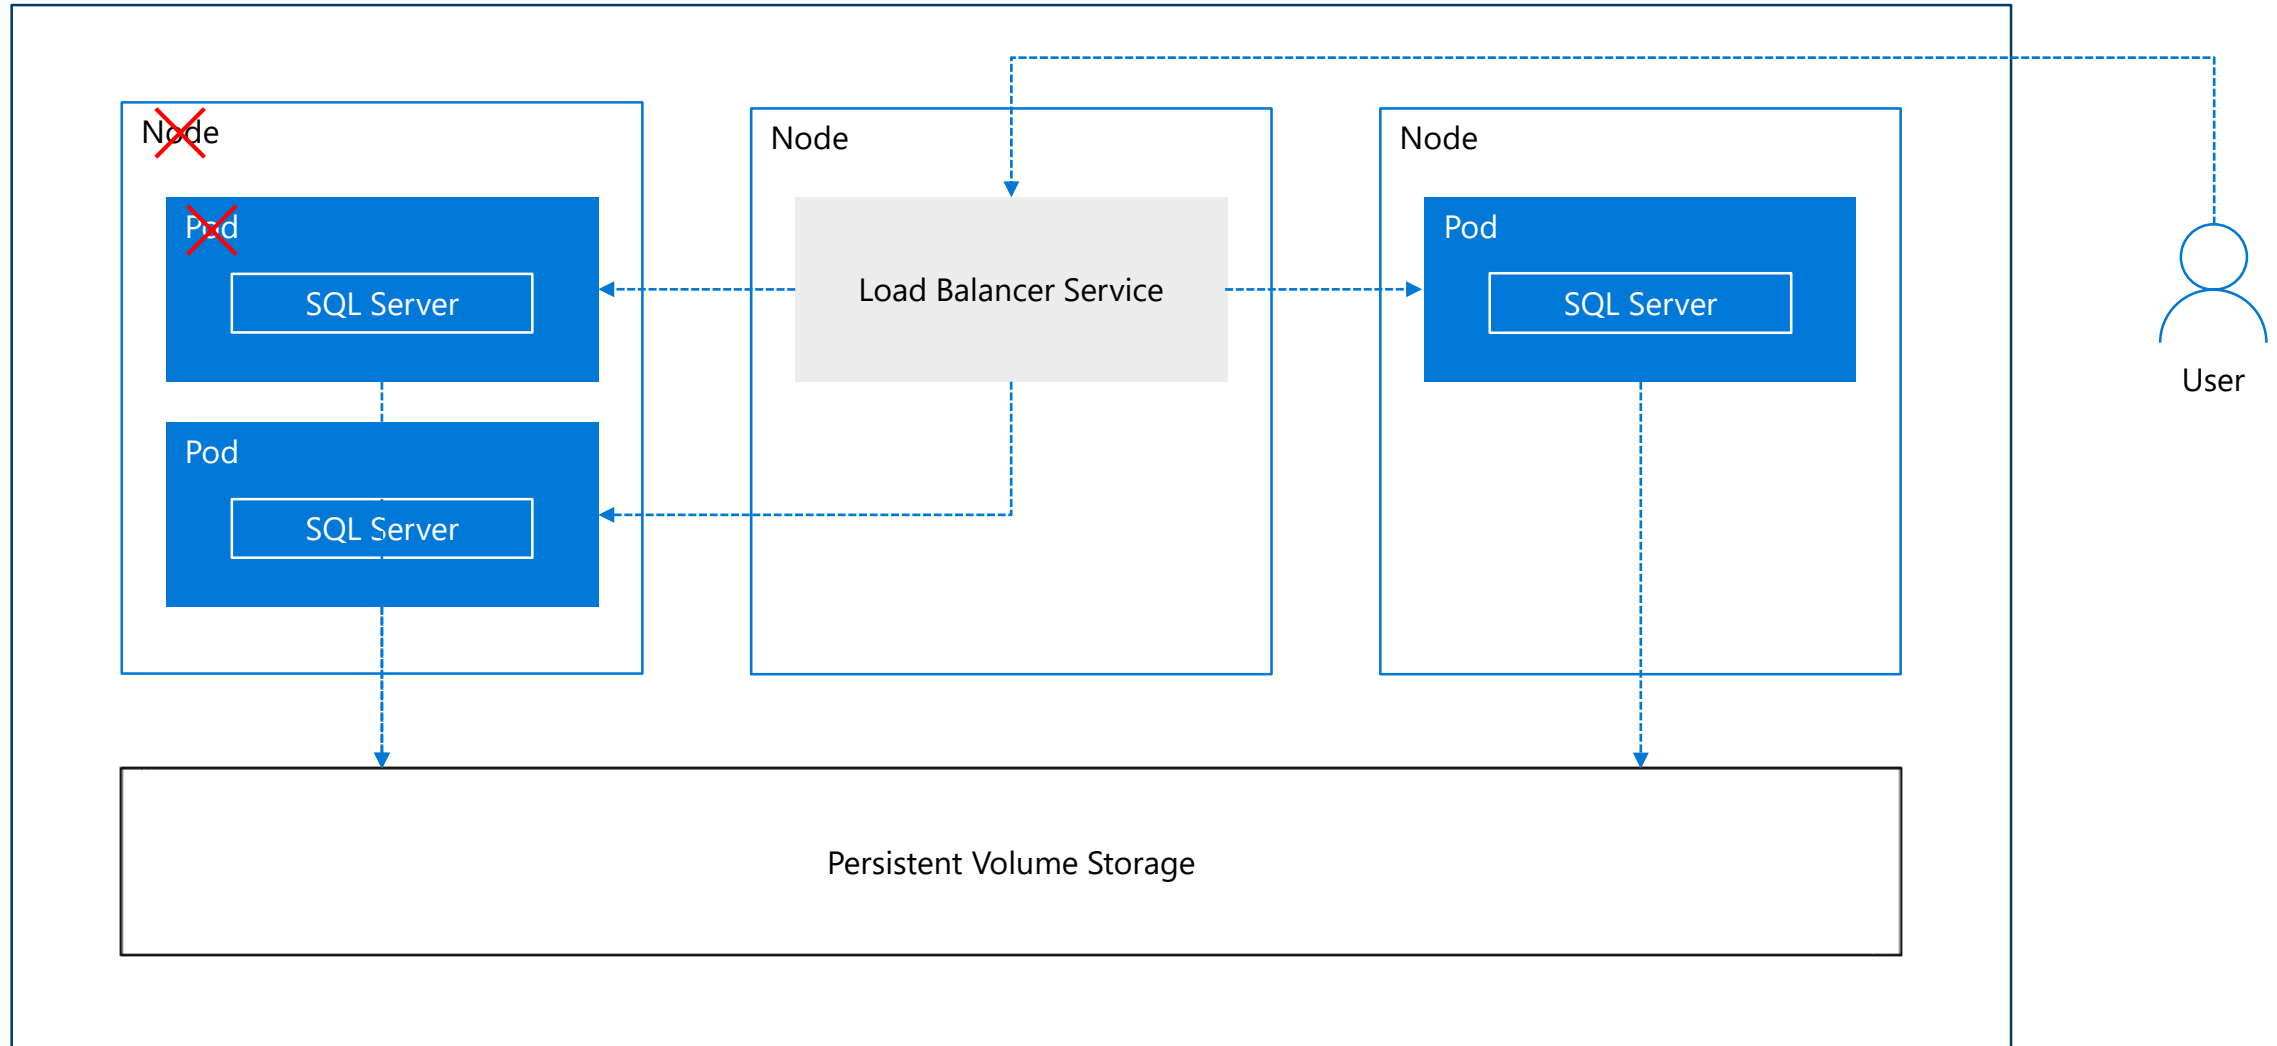 Node
Node
Node
Pod
SQL Server
Load Balancer Service
Pod
SQL Server
User
Pod
SQL Server
Persistent Volume Storage